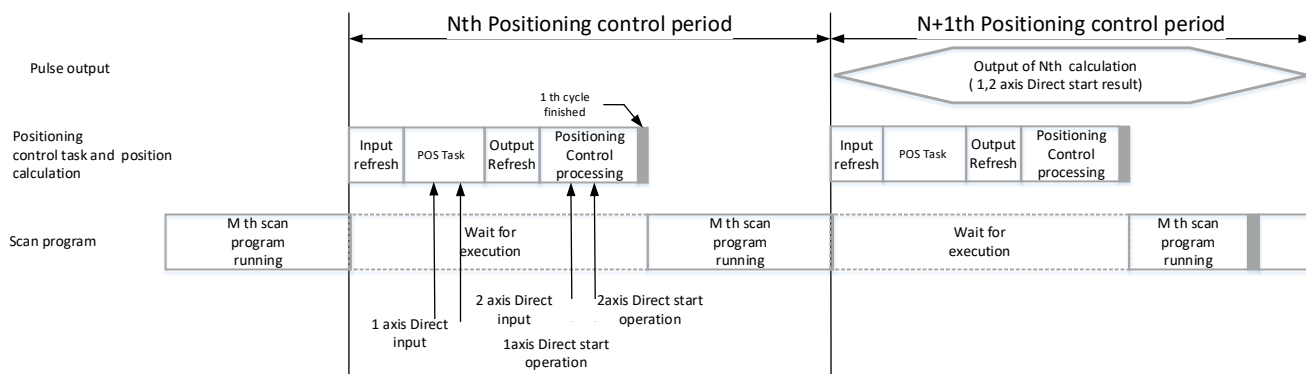 Nth Positioning control period
N+1th Positioning control period
Pulse output
Output of Nth calculation
( 1,2 axis Direct start result)
1 th cycle
finished
Positioning
control task and position
calculation
Input
refresh
POS Task
Output
Refresh
Positioning
Control
processing
Input
refresh
POS Task
Output
Refresh
Positioning
Control
processing
Scan program
M th scan
program
running
Wait for
execution
M th scan
program
running
Wait for
execution
M th scan
program
running
1 axis Direct
input
2 axis Direct
input
1axis Direct start
operation
2axis Direct start
operation